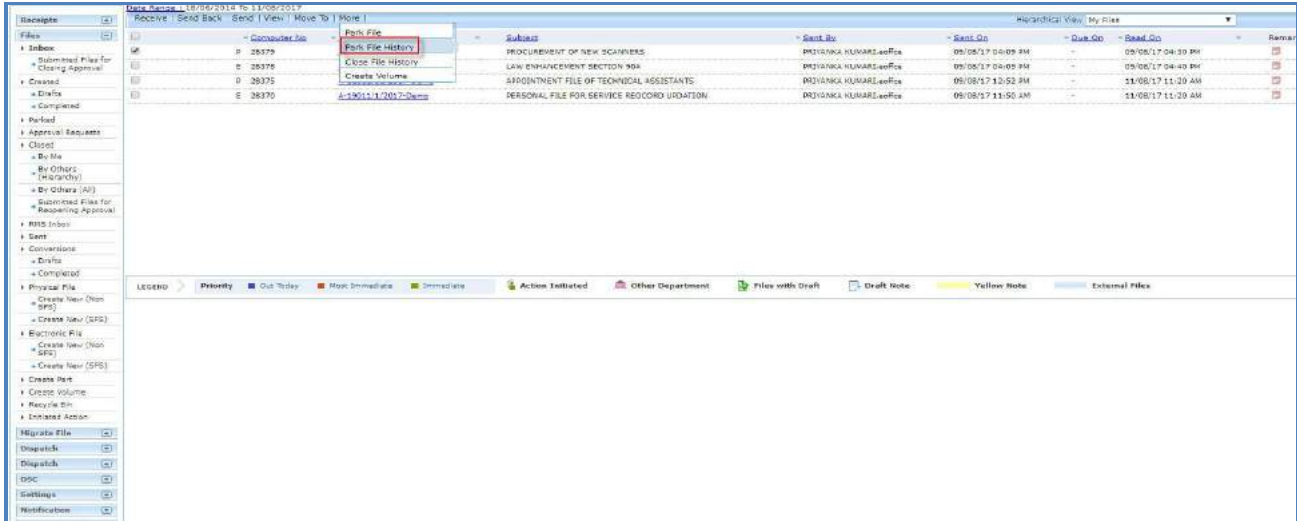 Date Range : 18/06/2014 To 11/08/2017
Receive | Send Back Send | View | Move To | More |
Hierarchical View My Files
Park File
Park File History
Close File History
Create Volume
Computer No Subject Sent By Sent On Due On Read On Remar
P 28379 PROCUREMENT OF NEW SCANNERS PRIYANKA KUMARI.eoffice 09/08/17 04:09 PM - 09/08/17 04:30 PM
E 28378 LAW ENHANCEMENT SECTION 90A PRIYANKA KUMARI.eoffice 09/08/17 04:09 PM - 09/08/17 04:40 PM
P 28375 APPOINTMENT FILE OF TECHNICAL ASSISTANTS PRIYANKA KUMARI.eoffice 09/08/17 12:52 PM - 11/08/17 11:20 AM
E 28370 A-19011/1/2017-Demo PERSONAL FILE FOR SERVICE REOCORD UPDATION PRIYANKA KUMARI.eoffice 09/08/17 11:50 AM - 11/08/17 11:20 AM
LEGEND Priority Out Today Most Immediate Immediate Action Initiated Other Department Files with Draft Draft Note Yellow Note External Files
Receipts
Files
Inbox
Submitted Files for
Closing Approval
Created
Drafts
Completed
Parked
Approval Requests
Closed
By Me
By Others
(Hierarchy)
By Others (All)
Submitted Files for
Reopening Approval
RMS Inbox
Sent
Conversions
Drafts
Completed
Physical File
Create New (Non
SFS)
Create New (SFS)
Electronic File
Create New (Non
SFS)
Create New (SFS)
Create Part
Create Volume
Recycle Bin
Initiated Action
Migrate File
Dispatch
Dispatch
DSC
Settings
Notification